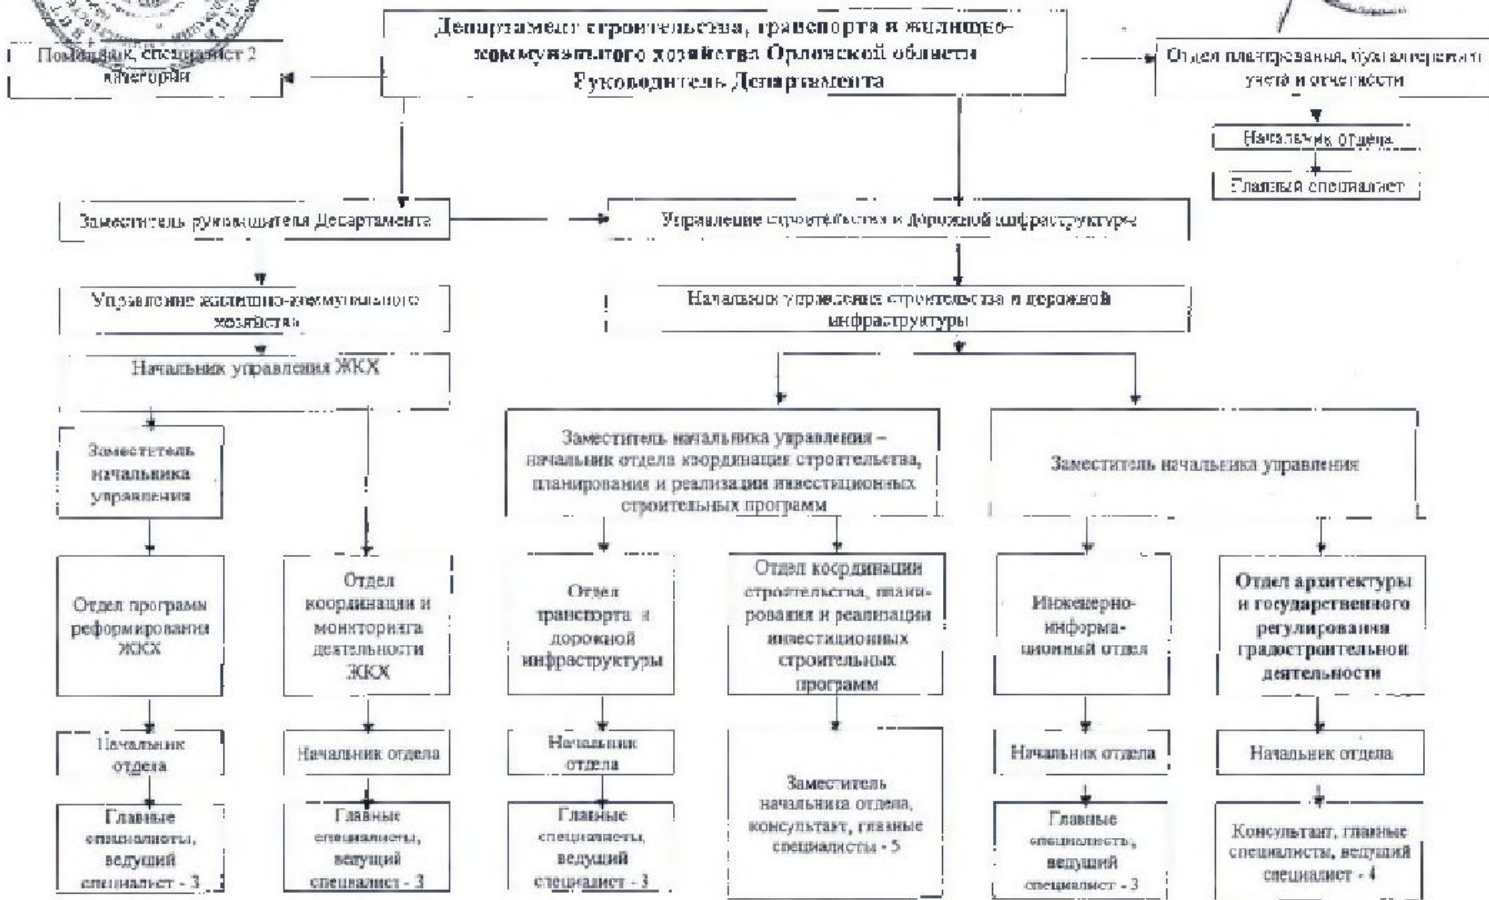 Департамент строительства, транспорта и жилищно-
коммунального хозяйства Орловской области
Руководитель Департамента
Помощник, специалист 2
категории
Отдел планирования, бухгалтерского
учета и отчетности
Начальник отдела
Главный специалист
Заместитель руководителя Департамента
Управление строительства и дорожной инфраструктуры
Управление жилищно-коммунального
хозяйства
Начальник управления строительства и дорожной
инфраструктуры
Начальник управления ЖКХ
Заместитель
начальника
управления
Заместитель начальника управления –
начальник отдела координации строительства,
планирования и реализации инвестиционных
строительных программ
Заместитель начальника управления
Отдел программ
реформирования
ЖКХ
Отдел
координации и
мониторинга
деятельности
ЖКХ
Отдел
транспорта и
дорожной
инфраструктуры
Отдел координации
строительства, плани-
рования и реализации
инвестиционных
строительных
программ
Инженерно-
информа-
ционный отдел
Отдел архитектуры
и государственного
регулирования
градостроительной
деятельности
Начальник
отдела
Начальник отдела
Начальник
отдела
Заместитель
начальника отдела,
консультант, главные
специалисты - 5
Начальник отдела
Начальник отдела
Главные
специалисты,
ведущий
специалист - 3
Главные
специалисты,
ведущий
специалист - 3
Главные
специалисты,
ведущий
специалист - 3
Главные
специалисты,
ведущий
специалист - 3
Консультант, главные
специалисты, ведущий
специалист - 4